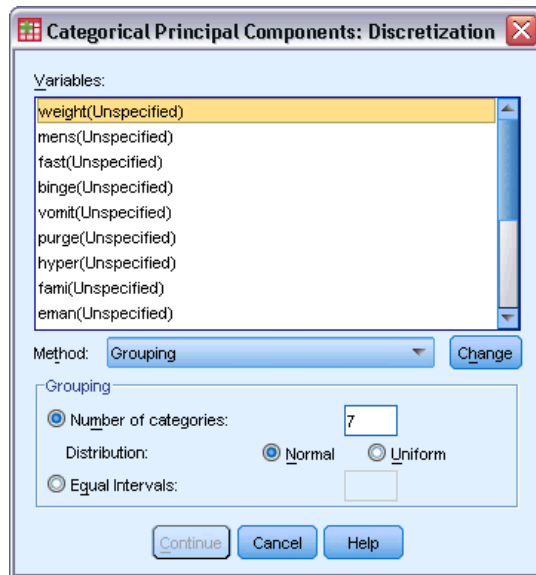 Categorical Principal Components: Discretization
Variables:
weight(Unspecified)
mens(Unspecified)
fast(Unspecified)
binge(Unspecified)
vomit(Unspecified)
purge(Unspecified)
hyper(Unspecified)
fami(Unspecified)
eman(Unspecified)
Method: Grouping Change
Grouping
Number of categories: 7
Distribution: Normal Uniform
Equal Intervals:
Continue Cancel Help